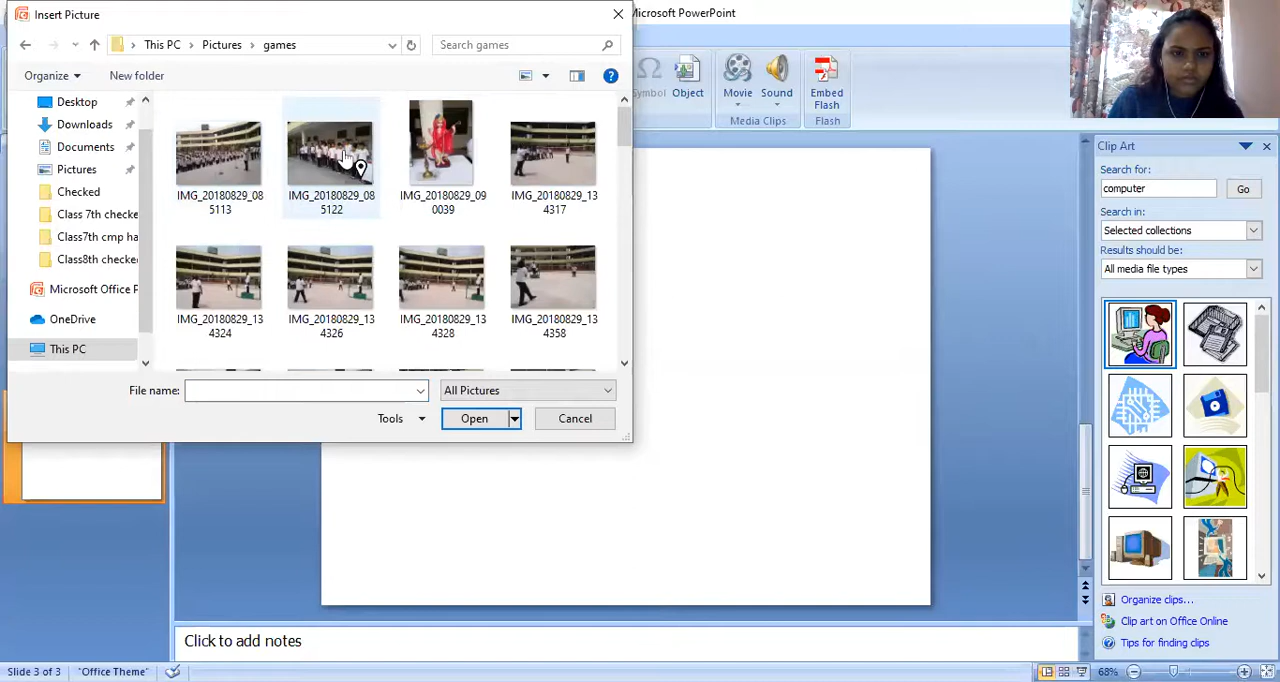 Insert Picture
Microsoft PowerPoint
This PC
Pictures
games
Search games
Organize
New folder
Desktop
Downloads
Documents
Pictures
Checked
Class 7th checke
Class7th cmp ha
Class8th checke
Microsoft Office P
OneDrive
This PC
IMG_20180829_08
5113
IMG_20180829_08
5122
IMG_20180829_09
0039
IMG_20180829_13
4317
IMG_20180829_13
4324
IMG_20180829_13
4326
IMG_20180829_13
4328
IMG_20180829_13
4358
File name:
All Pictures
Tools
Open
Cancel
Symbol
Object
Movie
Sound
Embed
Flash
Media Clips
Flash
Clip Art
Search for:
computer
Go
Search in:
Selected collections
Results should be:
All media file types
Organize clips...
Clip art on Office Online
Tips for finding clips
Click to add notes
Slide 3 of 3
"Office Theme"
68%